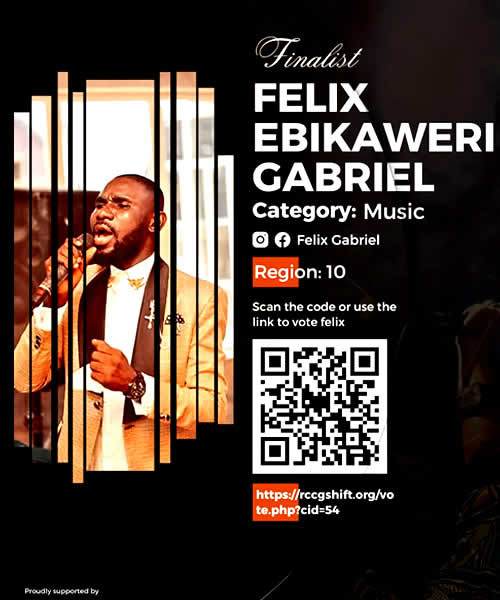 Finalist
FELIX
EBIKAWERI
GABRIEL
Category: Music
Felix Gabriel
Region: 10
Scan the code or use the
link to vote felix
https://rccgshift.org/vo
te.php?cid=54
Proudly supported by